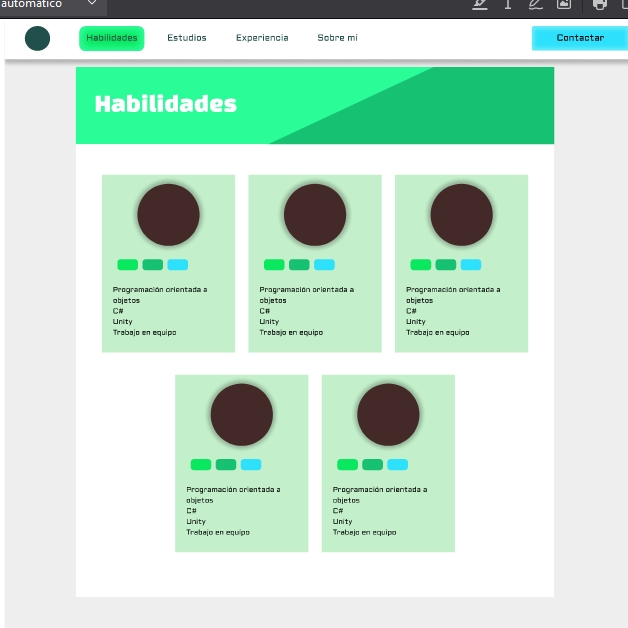 automático
Habilidades
Estudios
Experiencia
Sobre mí
Contactar
Habilidades
Programación orientada a
objetos
C#
Unity
Trabajo en equipo
Programación orientada a
objetos
C#
Unity
Trabajo en equipo
Programación orientada a
objetos
C#
Unity
Trabajo en equipo
Programación orientada a
objetos
C#
Unity
Trabajo en equipo
Programación orientada a
objetos
C#
Unity
Trabajo en equipo